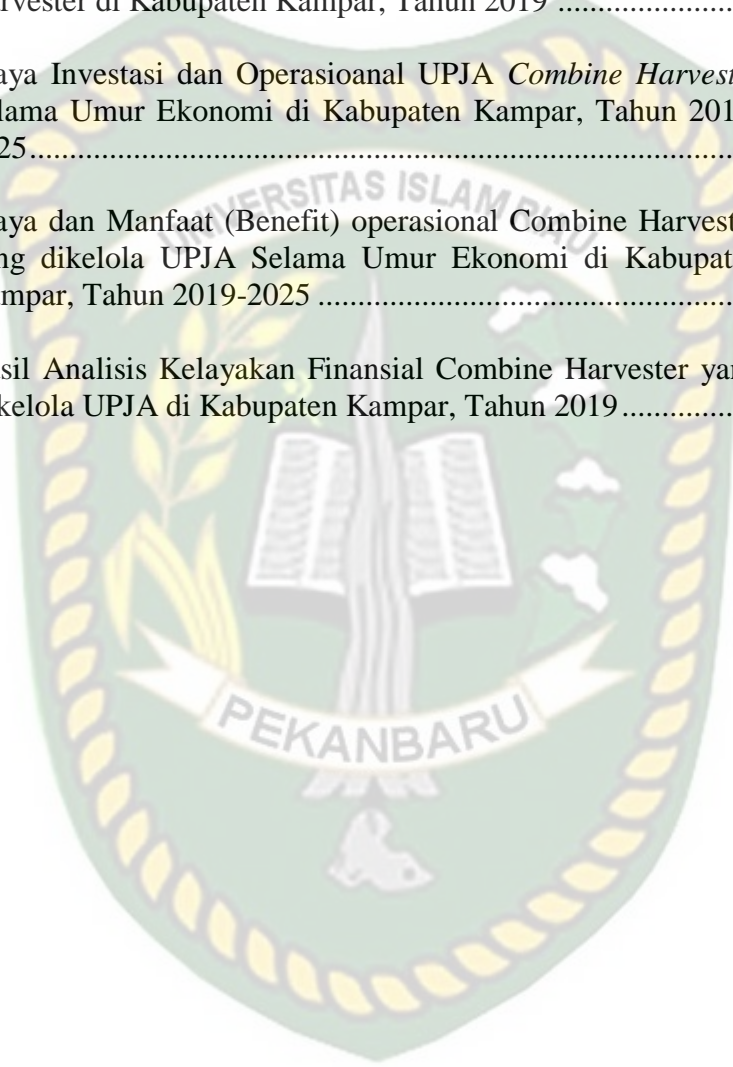 rvester di Kabupaten Kampar, Tahun 2019 .....................
aya Investasi dan Operasioanal UPJA Combine Harvest
lama Umur Ekonomi di Kabupaten Kampar, Tahun 201
25...........................................................................
UNIVERSITAS ISLAM RIAU
aya dan Manfaat (Benefit) operasional Combine Harvest
ng dikelola UPJA Selama Umur Ekonomi di Kabupat
ampar, Tahun 2019-2025 ............................................
sil Analisis Kelayakan Finansial Combine Harvester yan
kelola UPJA di Kabupaten Kampar, Tahun 2019..............
PEKANBARU